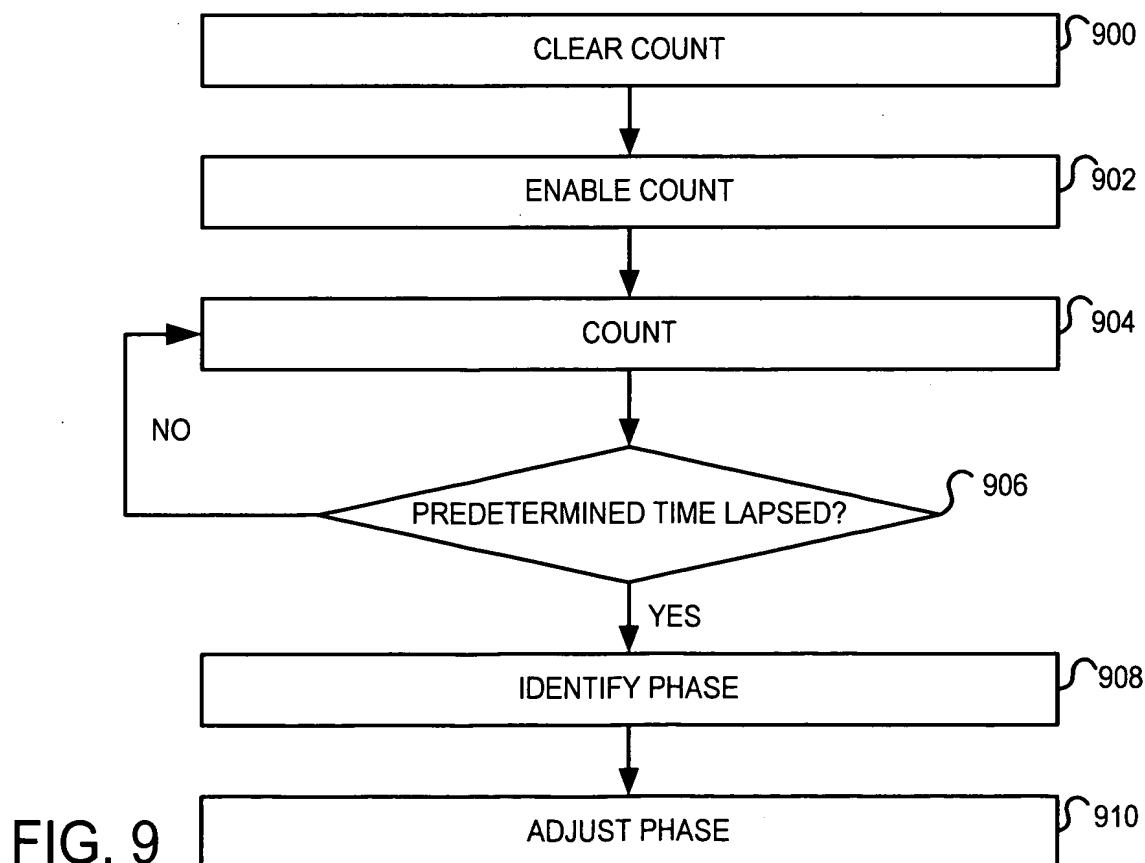 CLEAR COUNT
900
ENABLE COUNT
902
COUNT
904
NO
PREDETERMINED TIME LAPSED?
906
YES
IDENTIFY PHASE
908
ADJUST PHASE
910
FIG. 9